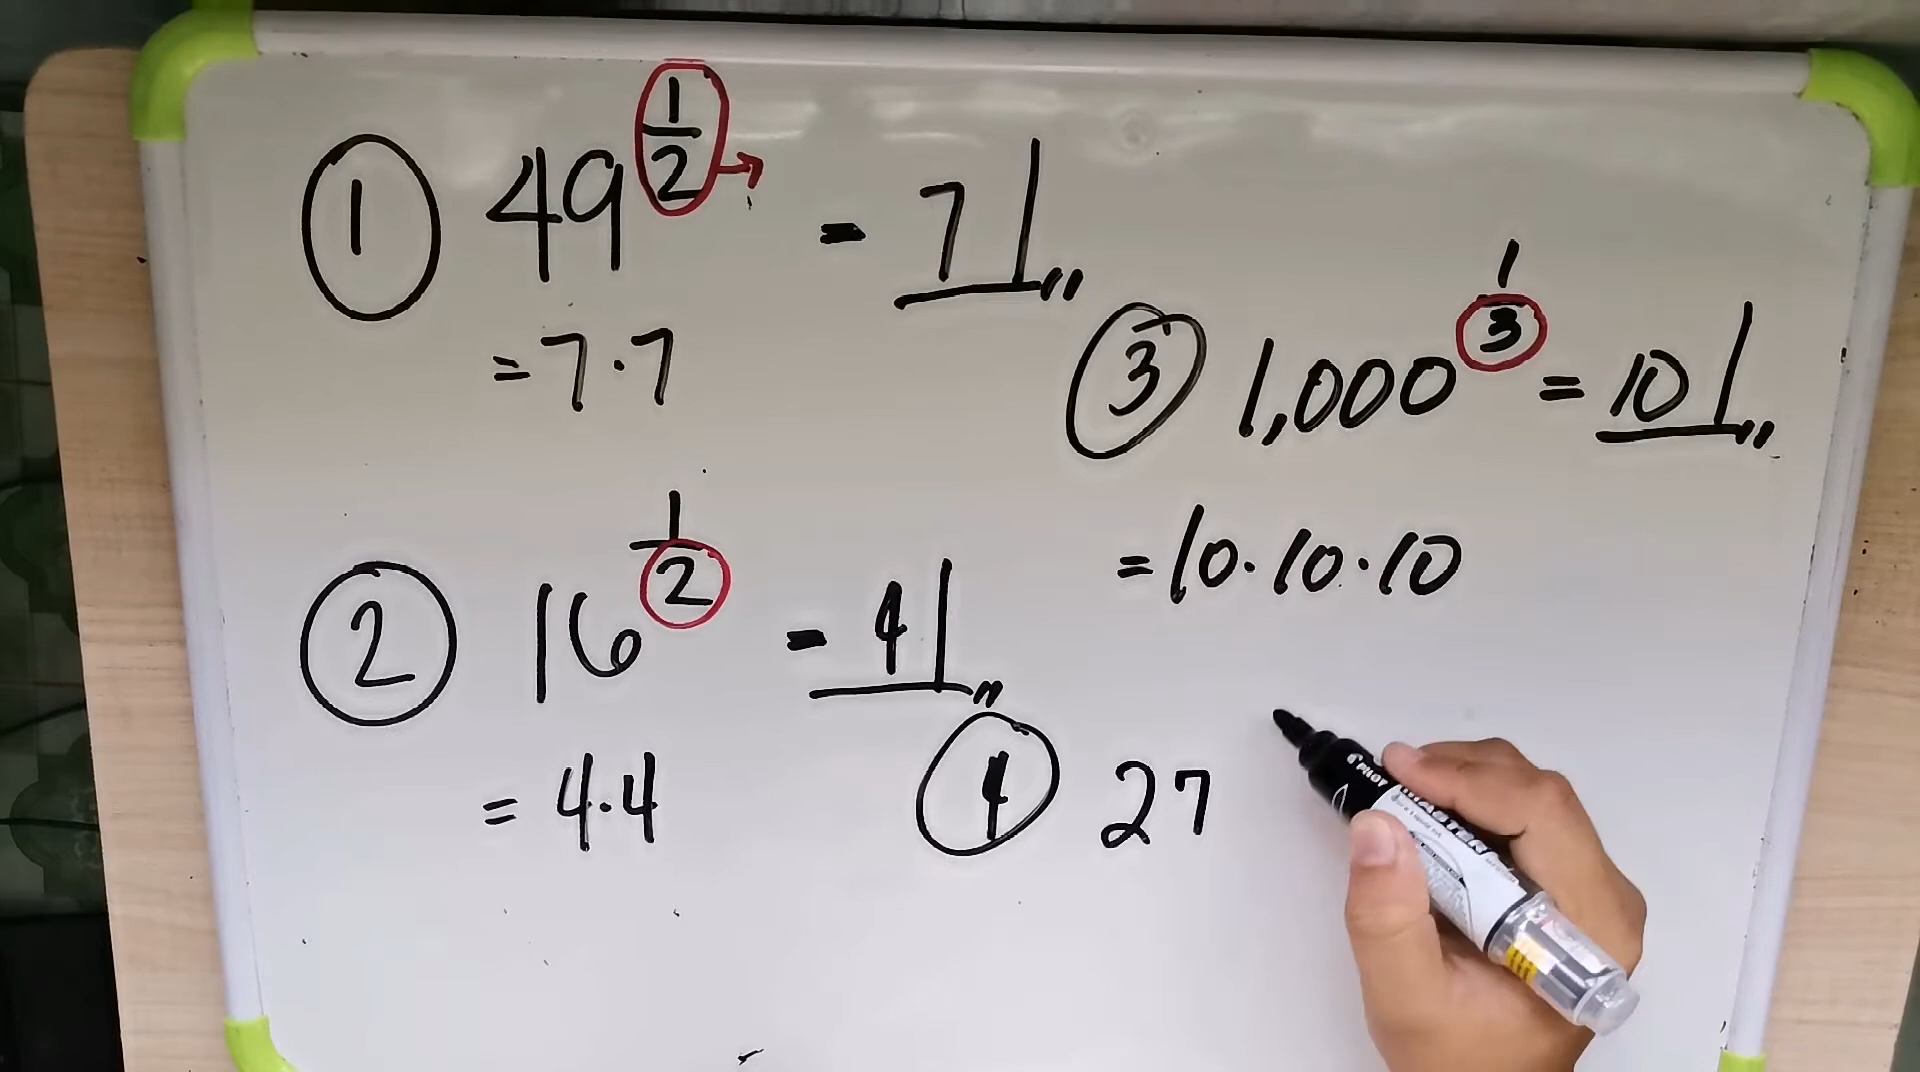 ① 49^(1/2) = 7
= 7·7
② 16^(1/2) = 4
= 4·4
③ 1,000^(1/3) = 10
= 10·10·10
④ 27
PILOT